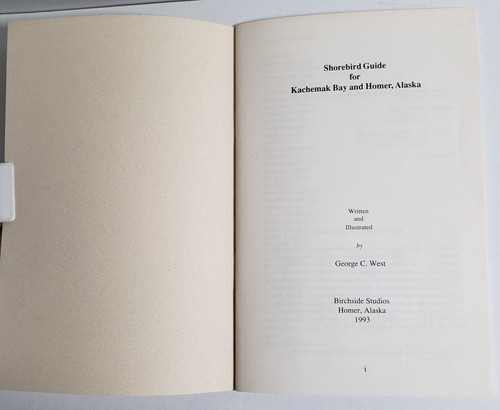 Shorebird Guide
for
Kachemak Bay and Homer, Alaska
Written
and
Illustrated
by
George C. West
Birchside Studios
Homer, Alaska
1993
i